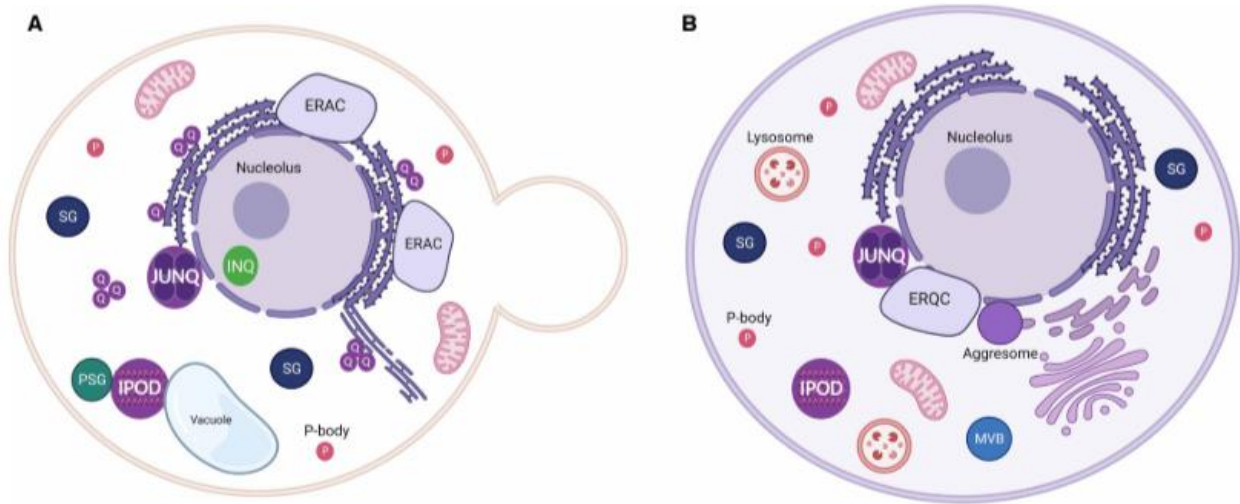 A
ERAC
Q
Q
P
P
Nucleolus
Q
Q
SG
Q
ERAC
JUNQ
INQ
Q
Q
Q
SG
Q
Q
Q
PSG
IPOD
Vacuole
P-body
P
B
P
Lysosome
Nucleolus
SG
SG
P
JUNQ
P
ERQC
P-body
P
Aggresome
IPOD
MVB